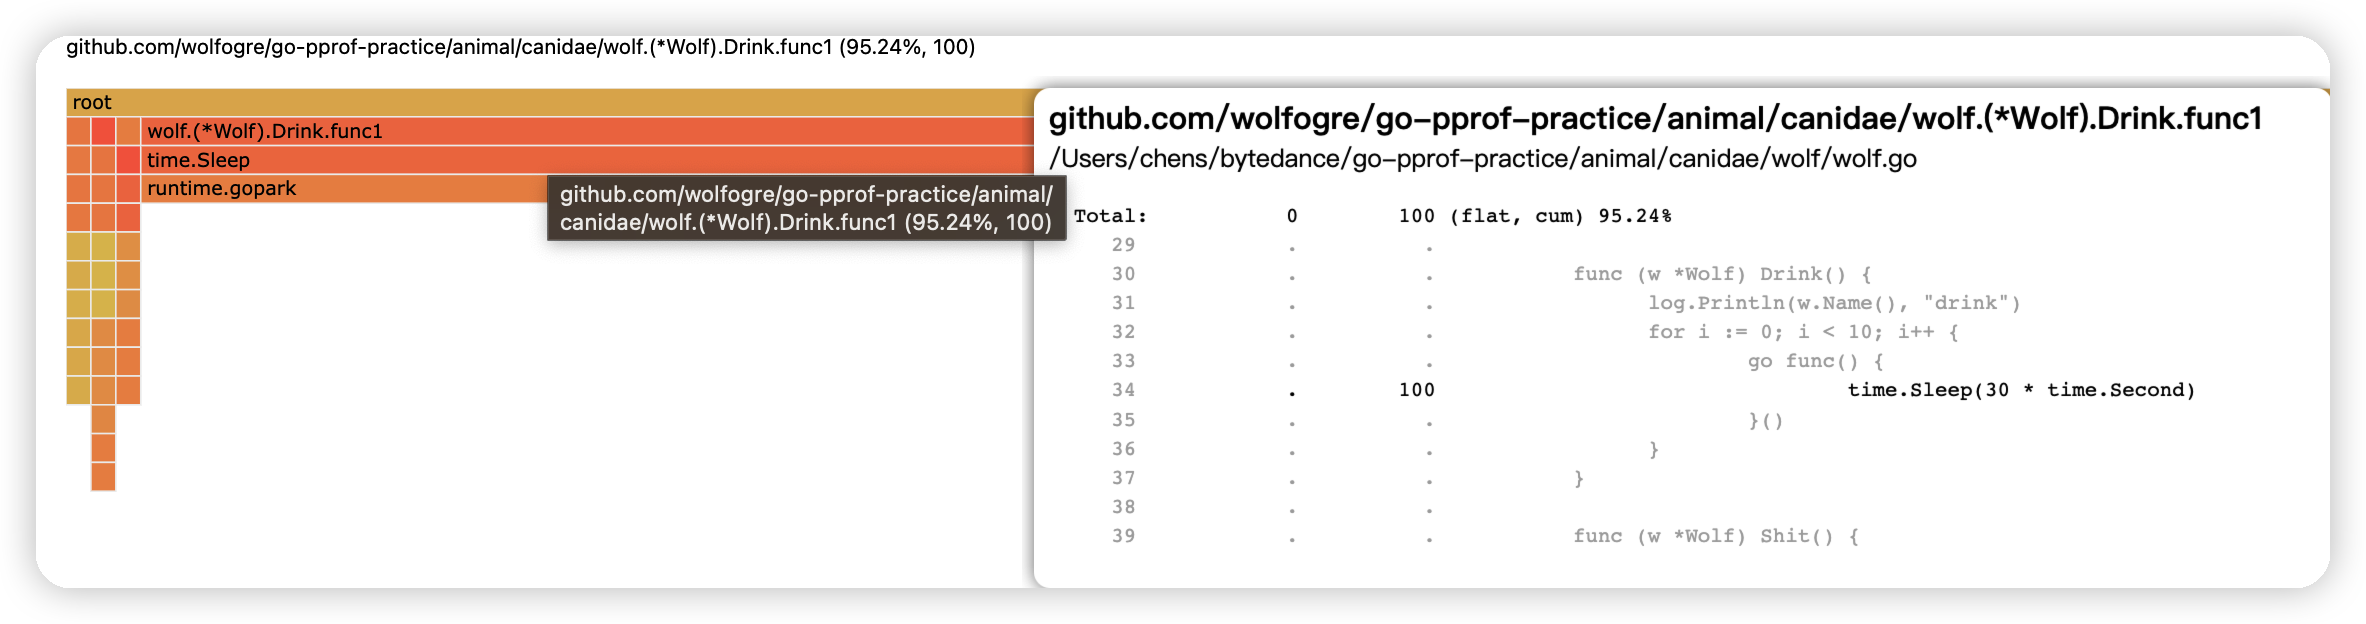 github.com/wolfogre/go-pprof-practice/animal/canidae/wolf.(*Wolf).Drink.func1 (95.24%, 100)
root
wolf.(*Wolf).Drink.func1
time.Sleep
runtime.gopark
github.com/wolfogre/go-pprof-practice/animal/
canidae/wolf.(*Wolf).Drink.func1 (95.24%, 100)
github.com/wolfogre/go-pprof-practice/animal/canidae/wolf.(*Wolf).Drink.func1
/Users/chens/bytedance/go-pprof-practice/animal/canidae/wolf/wolf.go
Total: 0 100 (flat, cum) 95.24%
29 . .
30 . . func (w *Wolf) Drink() {
31 . . log.Println(w.Name(), "drink")
32 . . for i := 0; i < 10; i++ {
33 . . go func() {
34 . 100 time.Sleep(30 * time.Second)
35 . . }()
36 . . }
37 . . }
38 . .
39 . . func (w *Wolf) Shit() {